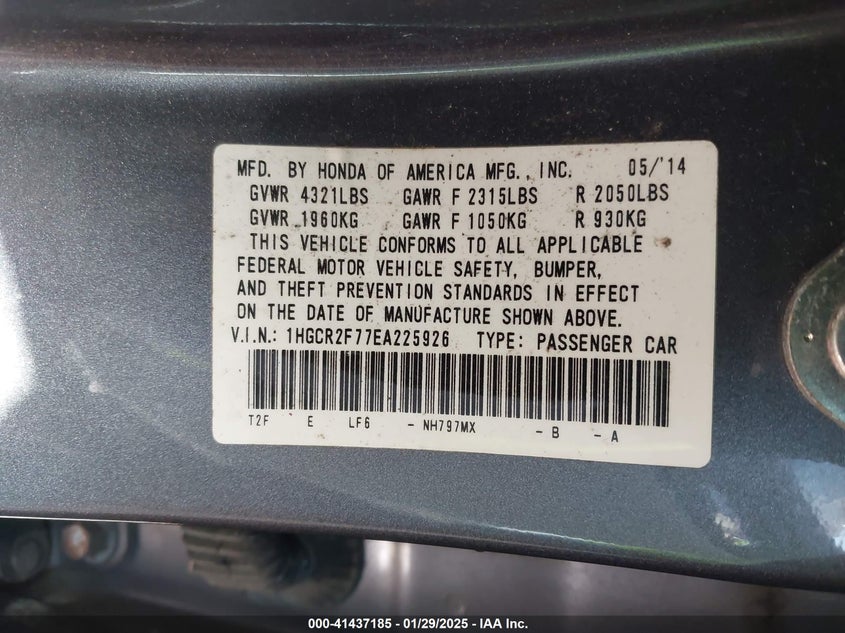 MFD. BY HONDA OF AMERICA MFG., INC. 05/'14
GVWR 4321LBS GAWR F 2315LBS R 2050LBS
GVWR 1960KG GAWR F 1050KG R 930KG
THIS VEHICLE CONFORMS TO ALL APPLICABLE
FEDERAL MOTOR VEHICLE SAFETY, BUMPER,
AND THEFT PREVENTION STANDARDS IN EFFECT
ON THE DATE OF MANUFACTURE SHOWN ABOVE.
V.I.N.: 1HGCR2F77EA225926 TYPE: PASSENGER CAR
T2F E LF6 - NH797MX - B - A
000-41437185 - 01/29/2025 - IAA Inc.